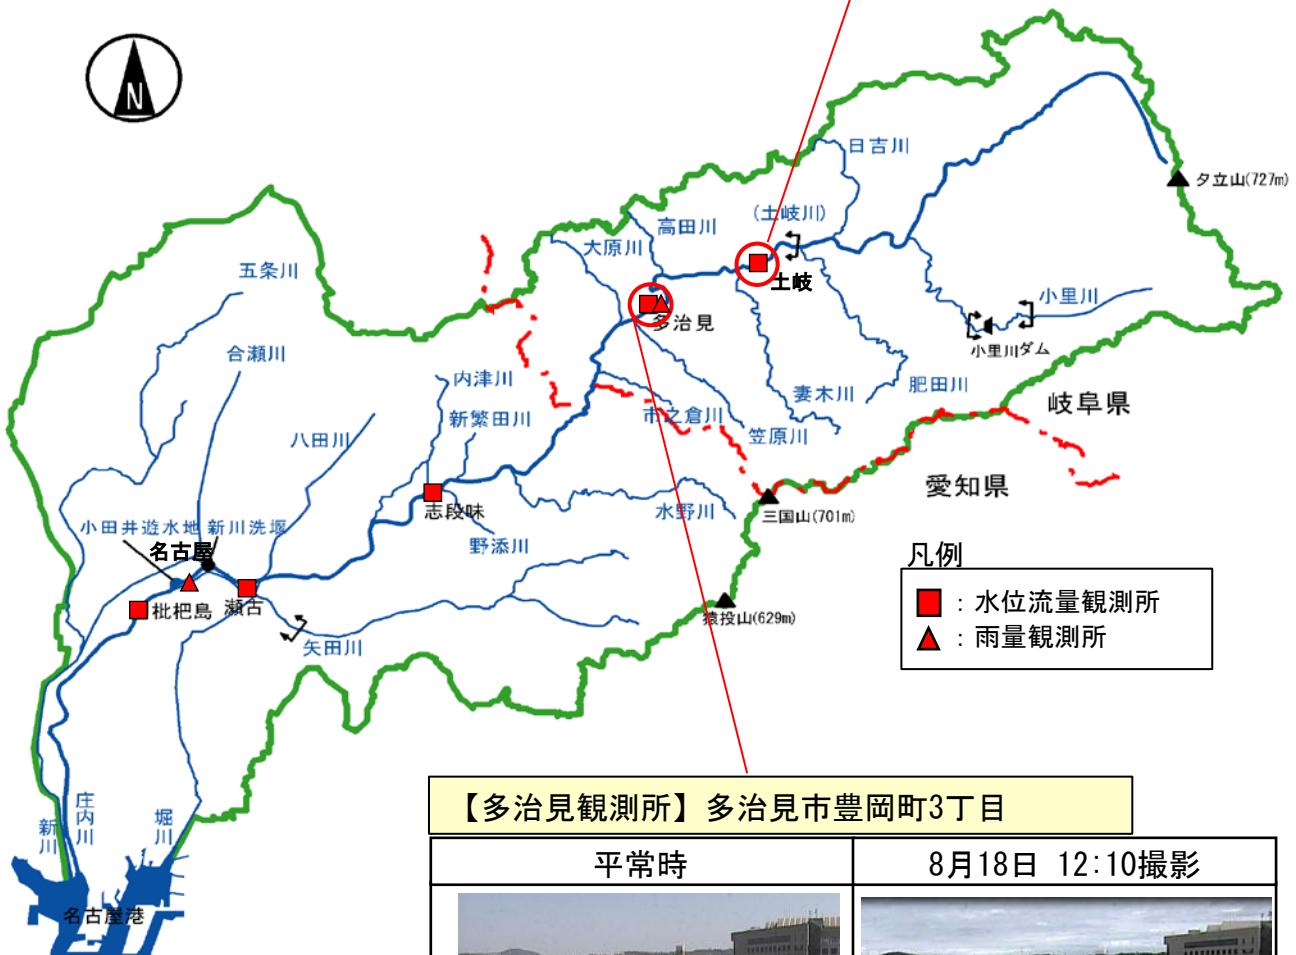 N
日吉川
夕立山(727m)
高田川
(土岐川)
大原川
五条川
土岐
小里川
多治見
小里川ダム
合瀬川
内津川
妻木川
肥田川
岐阜県
新繁田川
市之倉川
笠原川
八田川
愛知県
志段味
水野川
三国山(701m)
小田井遊水地
新川洗堰
名古屋
野添川
凡例
:水位流量観測所
枇杷島
瀬古
猿投山(629m)
:雨量観測所
矢田川
庄内川
堀川
新川
【多治見観測所】多治見市豊岡町3丁目
平常時
8月18日 12:10撮影
名古屋港